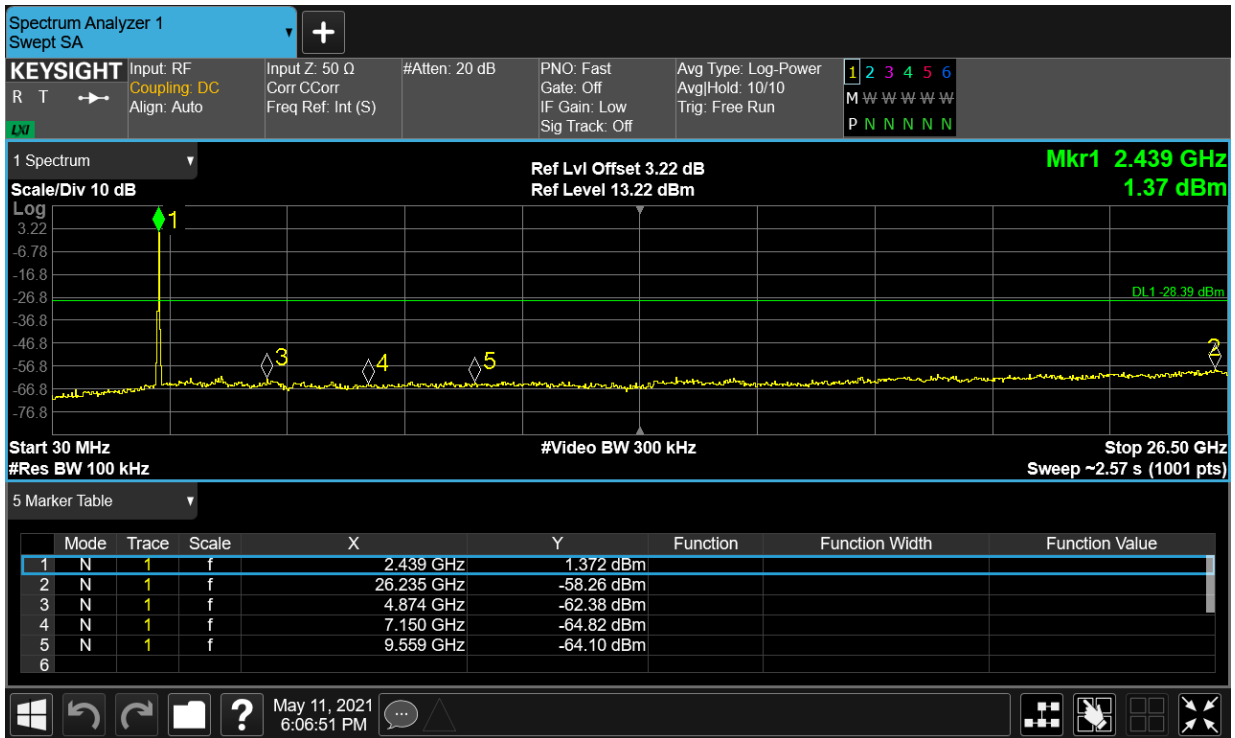 Spectrum Analyzer 1
Swept SA
KEYSIGHT
R T
LXI
Input: RF
Coupling: DC
Align: Auto
Input Z: 50 Ω
Corr CCorr
Freq Ref: Int (S)
#Atten: 20 dB
PNO: Fast
Gate: Off
IF Gain: Low
Sig Track: Off
Avg Type: Log-Power
Avg|Hold: 10/10
Trig: Free Run
1 2 3 4 5 6
M W W W W W
P N N N N N
1 Spectrum
Scale/Div 10 dB
Ref Lvl Offset 3.22 dB
Ref Level 13.22 dBm
Mkr1 2.439 GHz
1.37 dBm
Log
3.22
-6.78
-16.8
-26.8
-36.8
-46.8
-56.8
-66.8
-76.8
1
DL1 -28.39 dBm
3
4
5
2
Start 30 MHz
#Res BW 100 kHz
#Video BW 300 kHz
Stop 26.50 GHz
Sweep ~2.57 s (1001 pts)
5 Marker Table
Mode Trace Scale X Y Function Function Width Function Value
1 N 1 f 2.439 GHz 1.372 dBm
2 N 1 f 26.235 GHz -58.26 dBm
3 N 1 f 4.874 GHz -62.38 dBm
4 N 1 f 7.150 GHz -64.82 dBm
5 N 1 f 9.559 GHz -64.10 dBm
6
?
May 11, 2021
6:06:51 PM